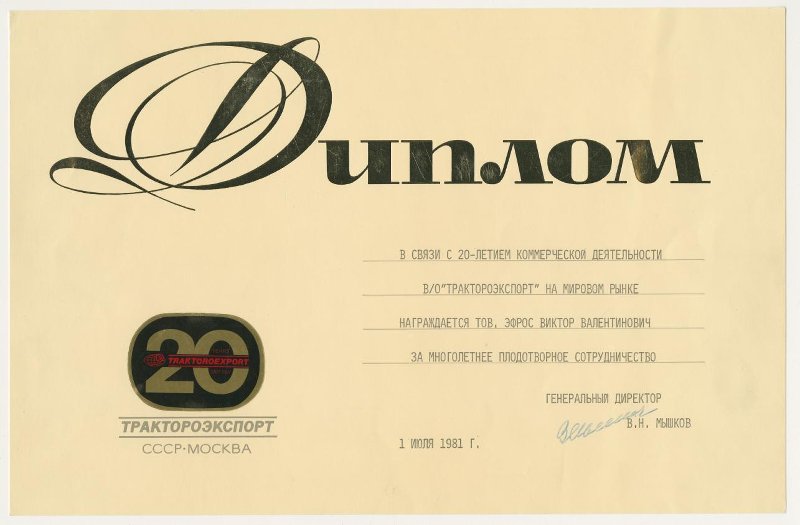 Диплом
В СВЯЗИ С 20-ЛЕТИЕМ КОММЕРЧЕСКОЙ ДЕЯТЕЛЬНОСТИ
В/О"ТРАКТОРОЭКСПОРТ" НА МИРОВОМ РЫНКЕ
НАГРАЖДАЕТСЯ ТОВ. ЭФРОС ВИКТОР ВАЛЕНТИНОВИЧ
ЗА МНОГОЛЕТНЕЕ ПЛОДОТВОРНОЕ СОТРУДНИЧЕСТВО
ГЕНЕРАЛЬНЫЙ ДИРЕКТОР
В.Н. МЫШКОВ
1 ИЮЛЯ 1981 Г.
20
TRAKTOROEXPORT
ТРАКТОРОЭКСПОРТ
СССР·МОСКВА